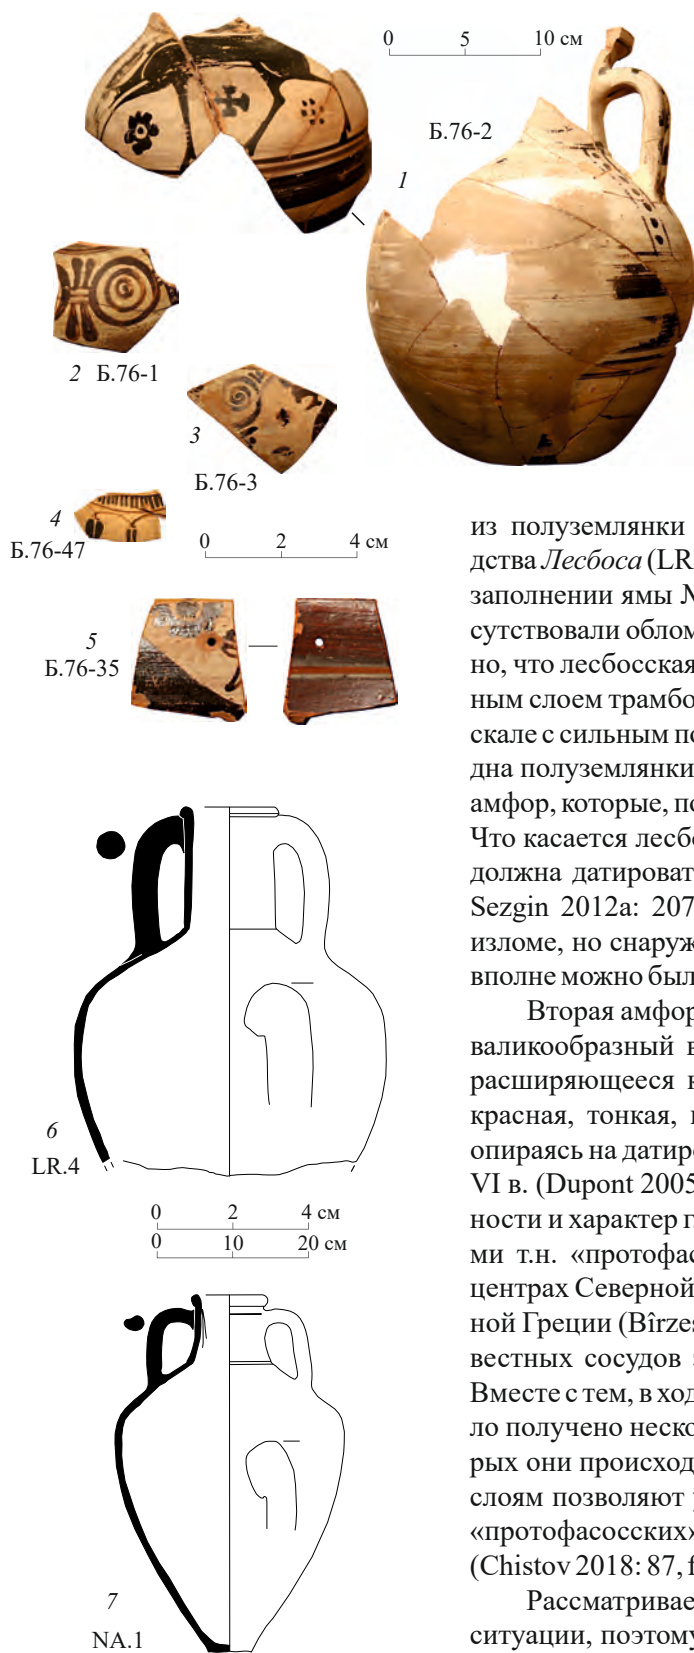 0 5 10 см
Б.76-2
1
2 Б.76-1
3
Б.76-3
4
Б.76-47
0 2 4 см
5
Б.76-35
6
LR.4
0 2 4 см
0 10 20 см
7
NA.1
из полуземлянки
дства Лесбоса (LR
заполнении ямы №
сутствовали облом
но, что лесбосская
ным слоем трамбо
скале с сильным по
дна полуземлянки
амфор, которые, по
Что касается лесбо
должна датироват
Sezgin 2012a: 207
изломе, но снаруж
вполне можно был
Вторая амфор
валикообразный в
расширяющееся к
красная, тонкая,
опираясь на датиро
VI в. (Dupont 2005
ности и характер п
ми т.н. «протофас
центрах Северной
ной Греции (Bîrzes
вестных сосудов
Вместе с тем, в ход
ло получено неско
рых они происход
слоям позволяют
«протофасосских»
(Chistov 2018: 87, f
Рассматривае
ситуации, поэтому